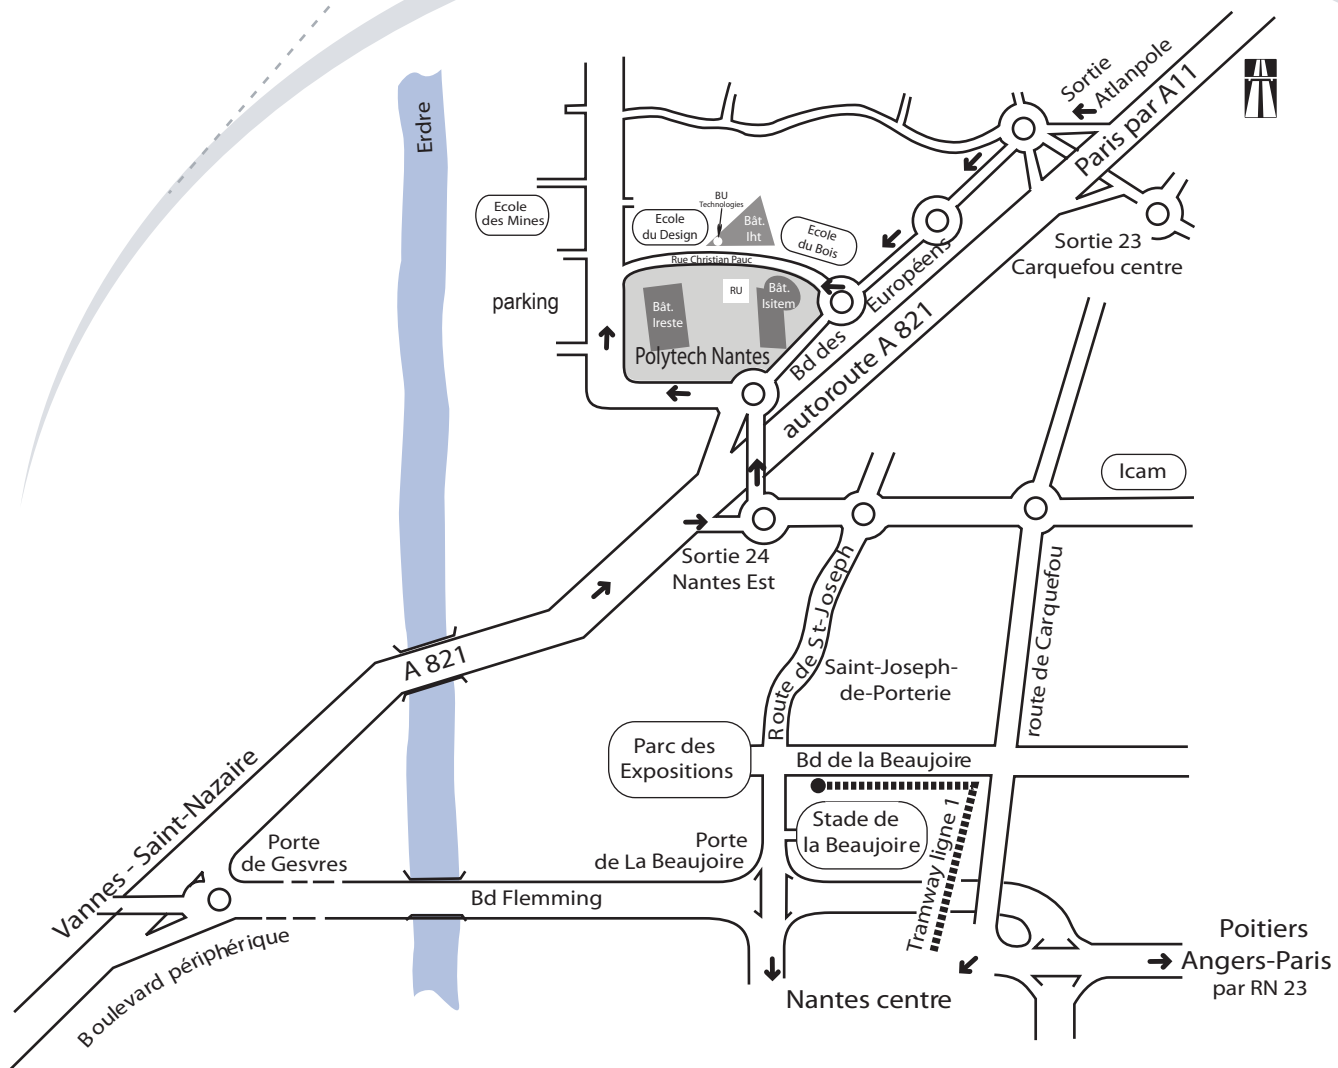 Sortie
Atlanpole
Paris par A11
Erdre
Ecole
des Mines
BU
Technologies
Ecole
du Design
Bât.
Iht
Ecole
du Bois
Rue Christian Pauc
Sortie 23
Carquefou centre
parking
Bât.
Ireste
RU
Bât.
Isitem
Polytech Nantes
Bd des Européens
autoroute A 821
Icam
Sortie 24
Nantes Est
Route de St-Joseph
route de Carquefou
A 821
Saint-Joseph-
de-Porterie
Parc des
Expositions
Bd de la Beaujoire
Vannes - Saint-Nazaire
Stade de
la Beaujoire
Tramway ligne 1
Porte
de Gesvres
Porte
de La Beaujoire
Bd Flemming
Boulevard périphérique
Poitiers
Angers-Paris
par RN 23
Nantes centre